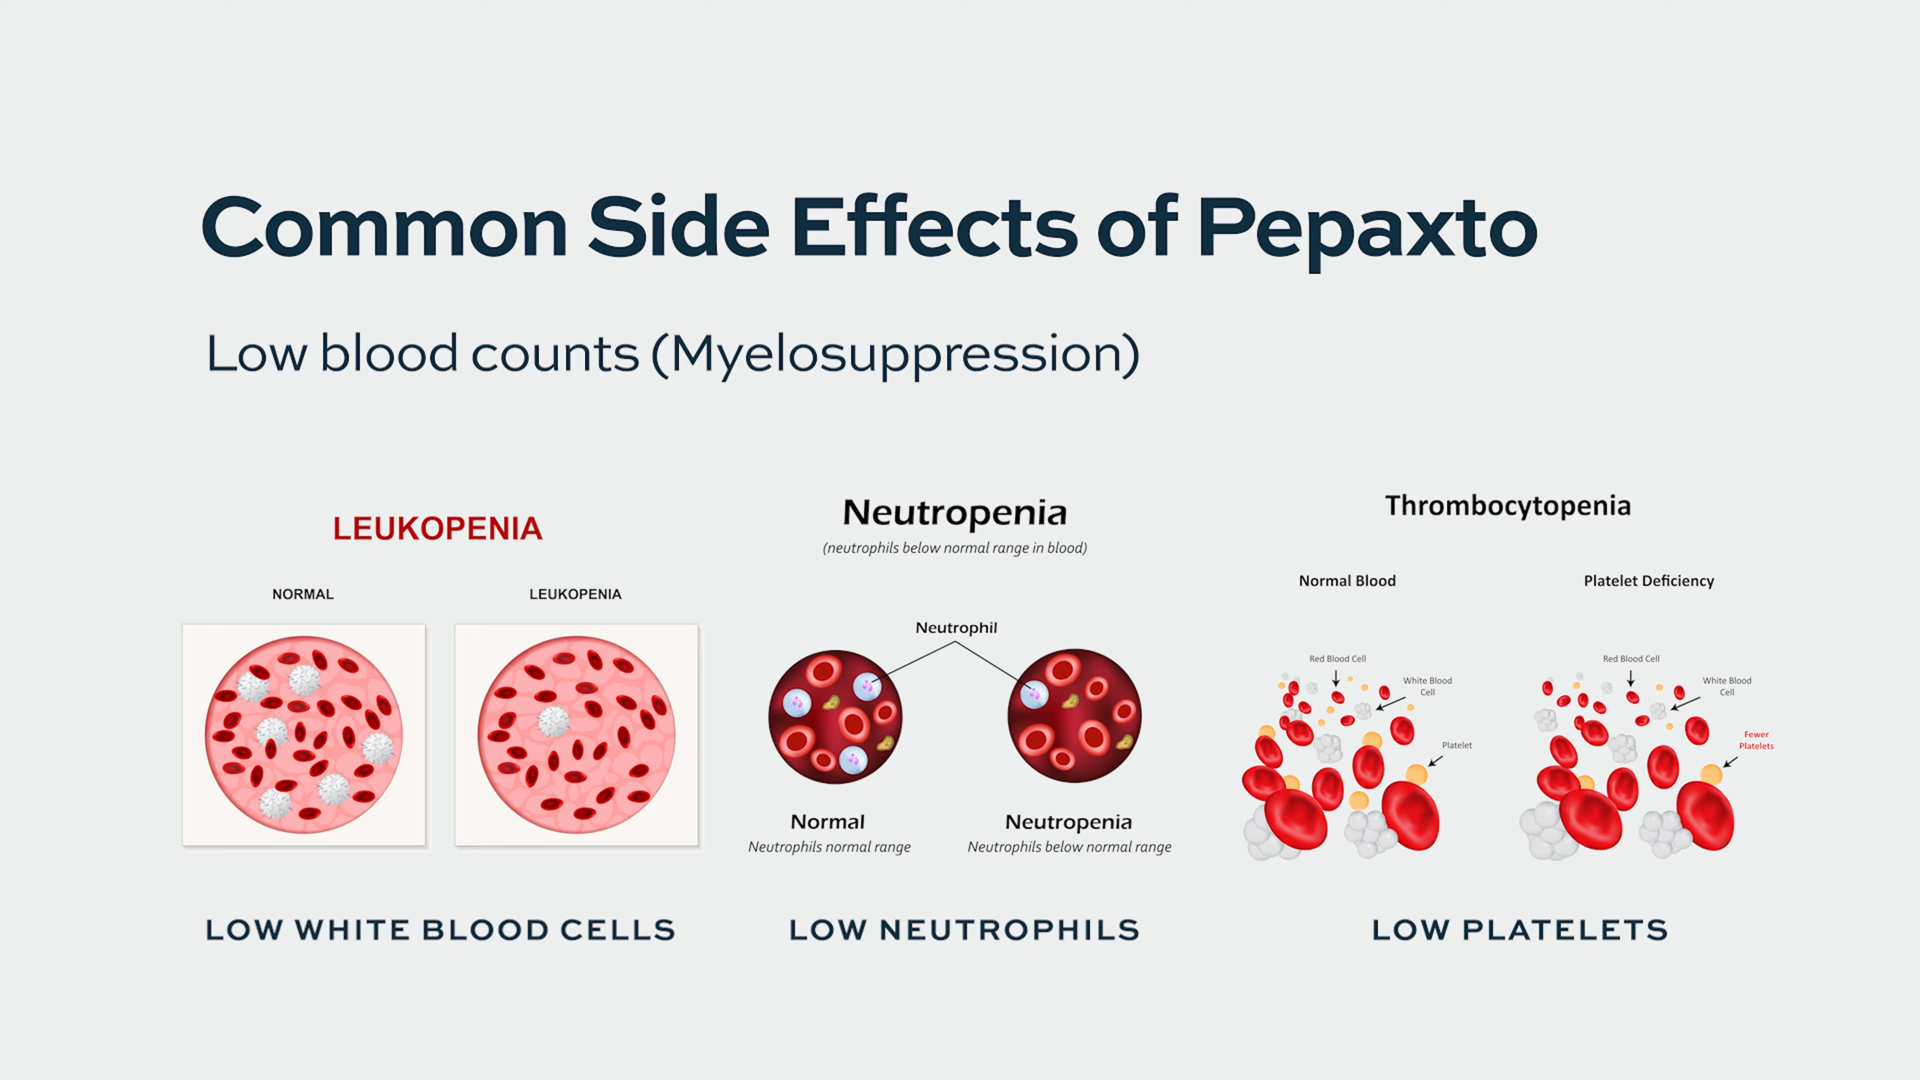 Common Side Effects of Pepaxto
Low blood counts (Myelosuppression)
LEUKOPENIA
NORMAL
LEUKOPENIA
LOW WHITE BLOOD CELLS
Neutropenia
(neutrophils below normal range in blood)
Neutrophil
Normal
Neutrophils normal range
Neutropenia
Neutrophils below normal range
LOW NEUTROPHILS
Thrombocytopenia
Normal Blood
Red Blood Cell
White Blood
Cell
Platelet
Platelet Deficiency
Red Blood Cell
White Blood
Cell
Fewer
Platelets
LOW PLATELETS